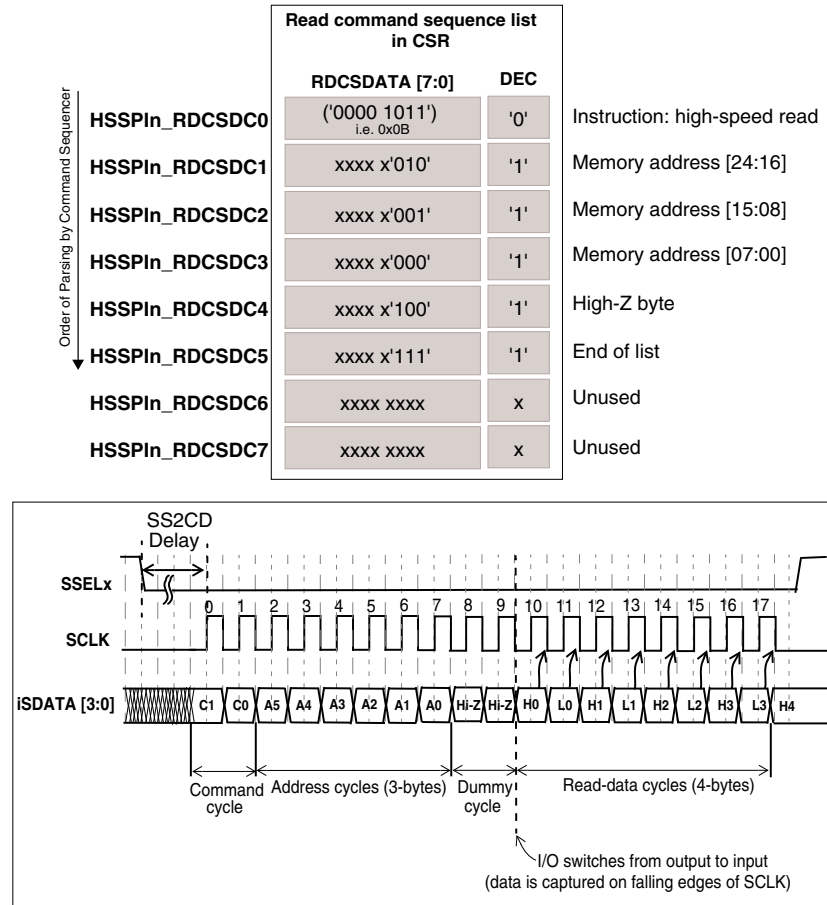 Read command sequence list
in CSR
RDCSDATA [7:0] DEC
Order of Parsing by Command Sequencer
HSSPIn_RDCSDC0 ('0000 1011') '0' Instruction: high-speed read
i.e. 0x0B
HSSPIn_RDCSDC1 xxxx x'010' '1' Memory address [24:16]
HSSPIn_RDCSDC2 xxxx x'001' '1' Memory address [15:08]
HSSPIn_RDCSDC3 xxxx x'000' '1' Memory address [07:00]
HSSPIn_RDCSDC4 xxxx x'100' '1' High-Z byte
HSSPIn_RDCSDC5 xxxx x'111' '1' End of list
HSSPIn_RDCSDC6 xxxx xxxx x Unused
HSSPIn_RDCSDC7 xxxx xxxx x Unused
SS2CD
Delay
SSELx
0 1 2 3 4 5 6 7 8 9 10 11 12 13 14 15 16 17
SCLK
iSDATA [3:0] C1 C0 A5 A4 A3 A2 A1 A0 Hi-Z Hi-Z H0 L0 H1 L1 H2 L2 H3 L3 H4
Command Address cycles (3-bytes) Dummy Read-data cycles (4-bytes)
cycle cycle
I/O switches from output to input
(data is captured on falling edges of SCLK)